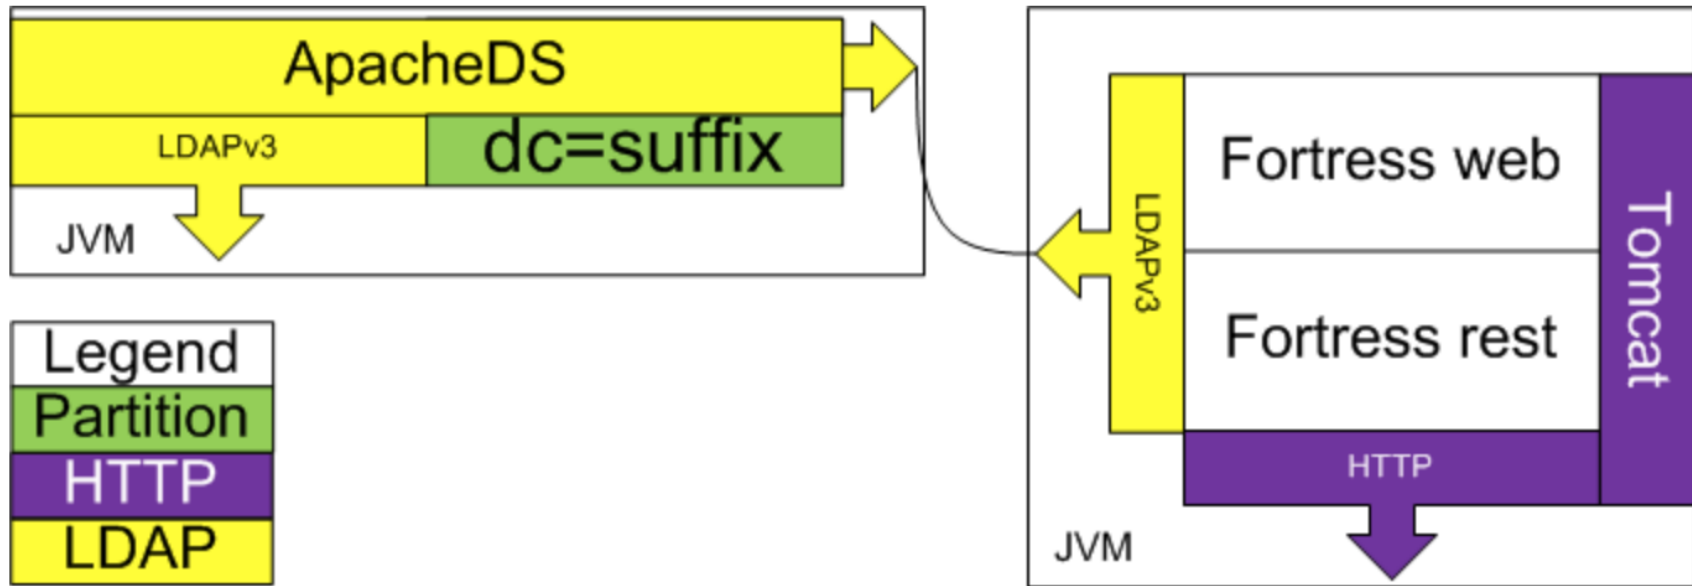 ApacheDS
LDAPv3
dc=suffix
JVM
Legend
Partition
HTTP
LDAP
LDAPv3
Fortress web
Fortress rest
Tomcat
HTTP
JVM